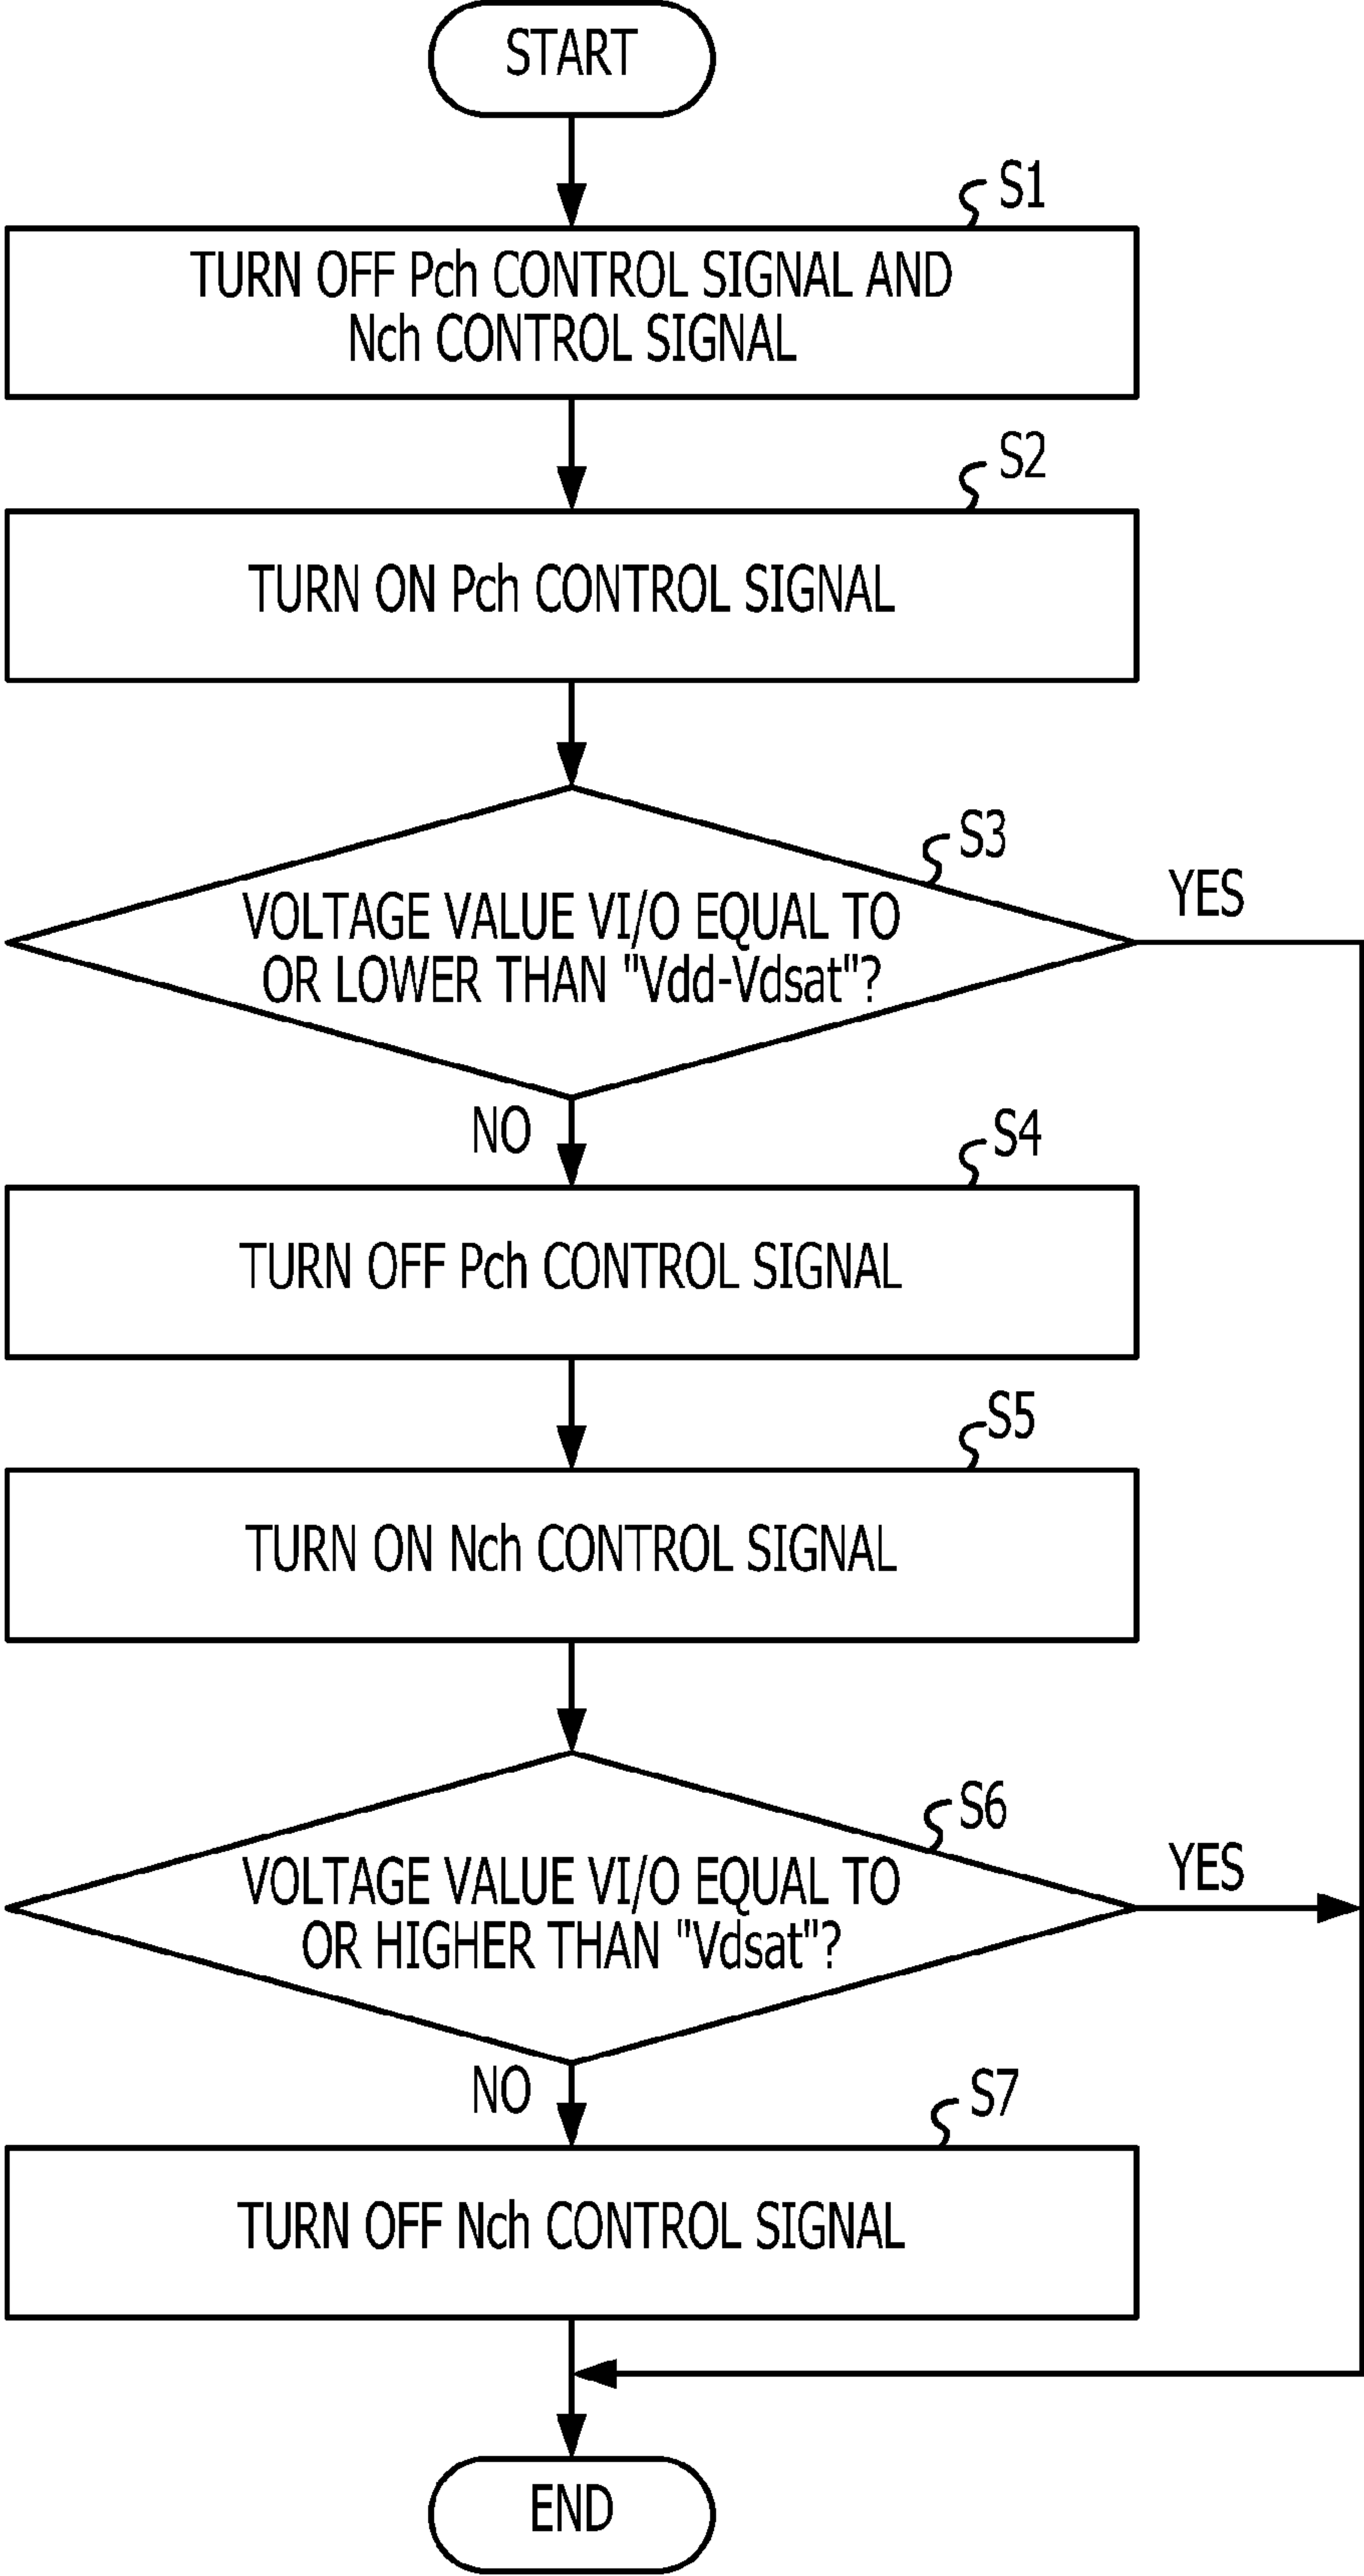 START
S1
TURN OFF Pch CONTROL SIGNAL AND
Nch CONTROL SIGNAL
S2
TURN ON Pch CONTROL SIGNAL
S3
VOLTAGE VALUE VI/O EQUAL TO
OR LOWER THAN "Vdd-Vdsat"?
YES
NO
S4
TURN OFF Pch CONTROL SIGNAL
S5
TURN ON Nch CONTROL SIGNAL
S6
VOLTAGE VALUE VI/O EQUAL TO
OR HIGHER THAN "Vdsat"?
YES
NO
S7
TURN OFF Nch CONTROL SIGNAL
END